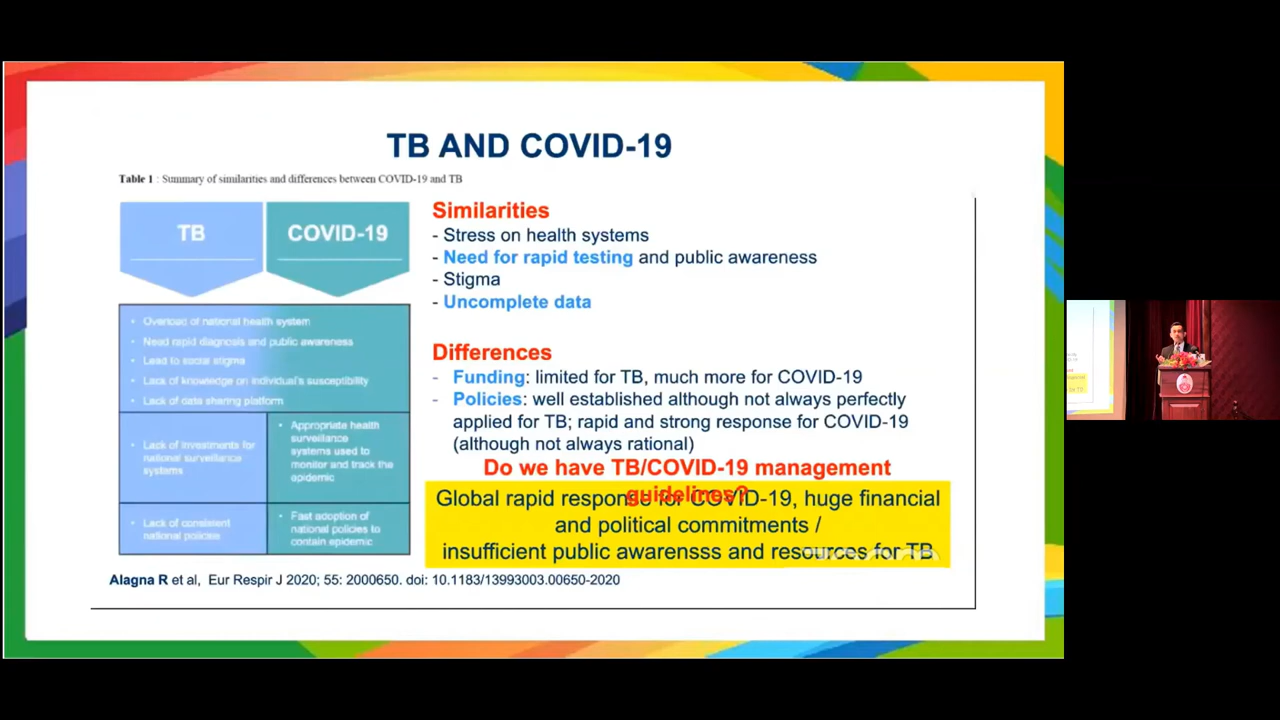 TB AND COVID-19
Table 1 : Summary of similarities and differences between COVID-19 and TB
TB
COVID-19
• Overload of national health system
• Need rapid diagnosis and public awareness
• Lead to social stigma
• Lack of knowledge on individual's susceptibility
• Lack of data sharing platform
• Lack of investments for
national surveillance
systems
• Appropriate health
surveillance
systems used to
monitor and track the
epidemic
• Lack of consistent
national policies
• Fast adoption of
national policies to
contain epidemic
Similarities
- Stress on health systems
- Need for rapid testing and public awareness
- Stigma
- Uncomplete data
Differences
- Funding: limited for TB, much more for COVID-19
- Policies: well established although not always perfectly
applied for TB; rapid and strong response for COVID-19
(although not always rational)
Do we have TB/COVID-19 management
guidelines?
Global rapid response for COVID-19, huge financial
and political commitments /
insufficient public awarensss and resources for TB
Alagna R et al, Eur Respir J 2020; 55: 2000650. doi: 10.1183/13993003.00650-2020